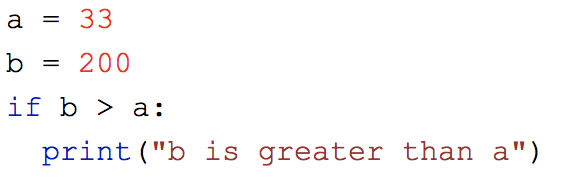 a = 33
b = 200
if b > a:
  print("b is greater than a")